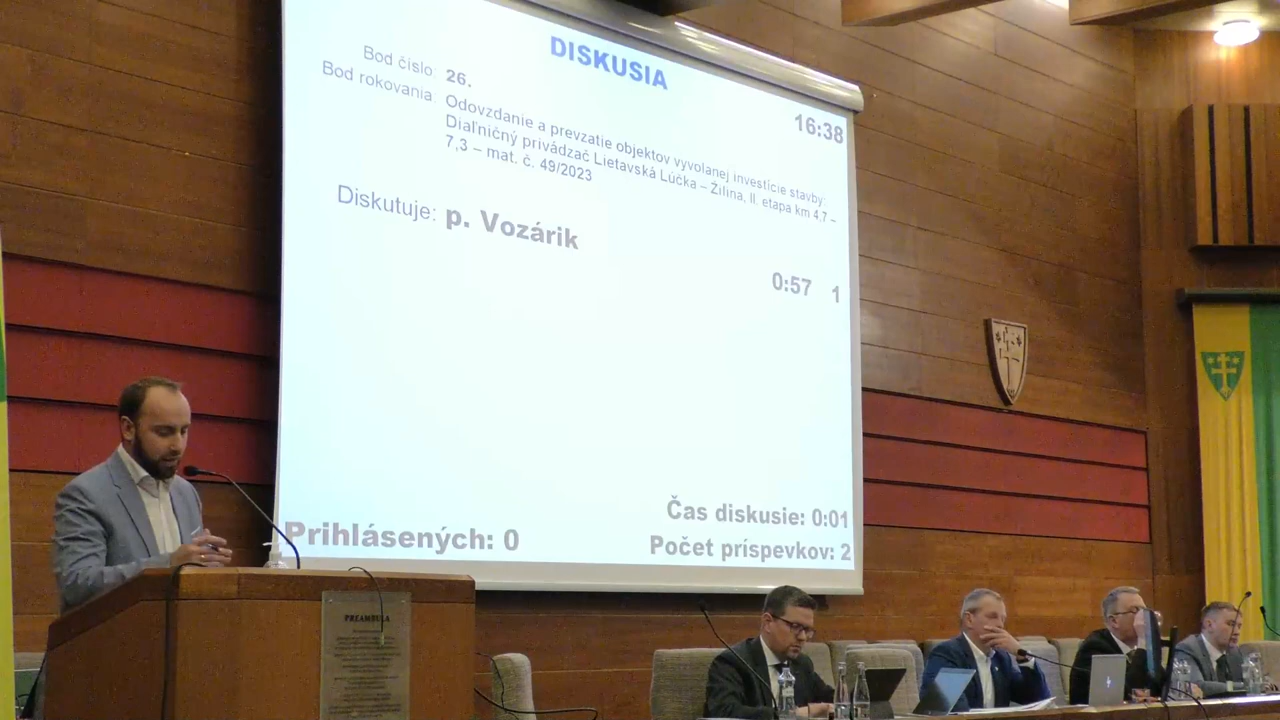 DISKUSIA
Bod číslo: 26.
16:38
Bod rokovania: Odovzdanie a prevzatie objektov vyvolanej investície stavby:
Diaľničný privádzač Lietavská Lúčka – Žilina, II. etapa km 4,7 –
7,3 – mat. č. 49/2023
Diskutuje: p. Vozárik
0:57 1
Čas diskusie: 0:01
Prihlásených: 0
Počet príspevkov: 2
PREAMBULA